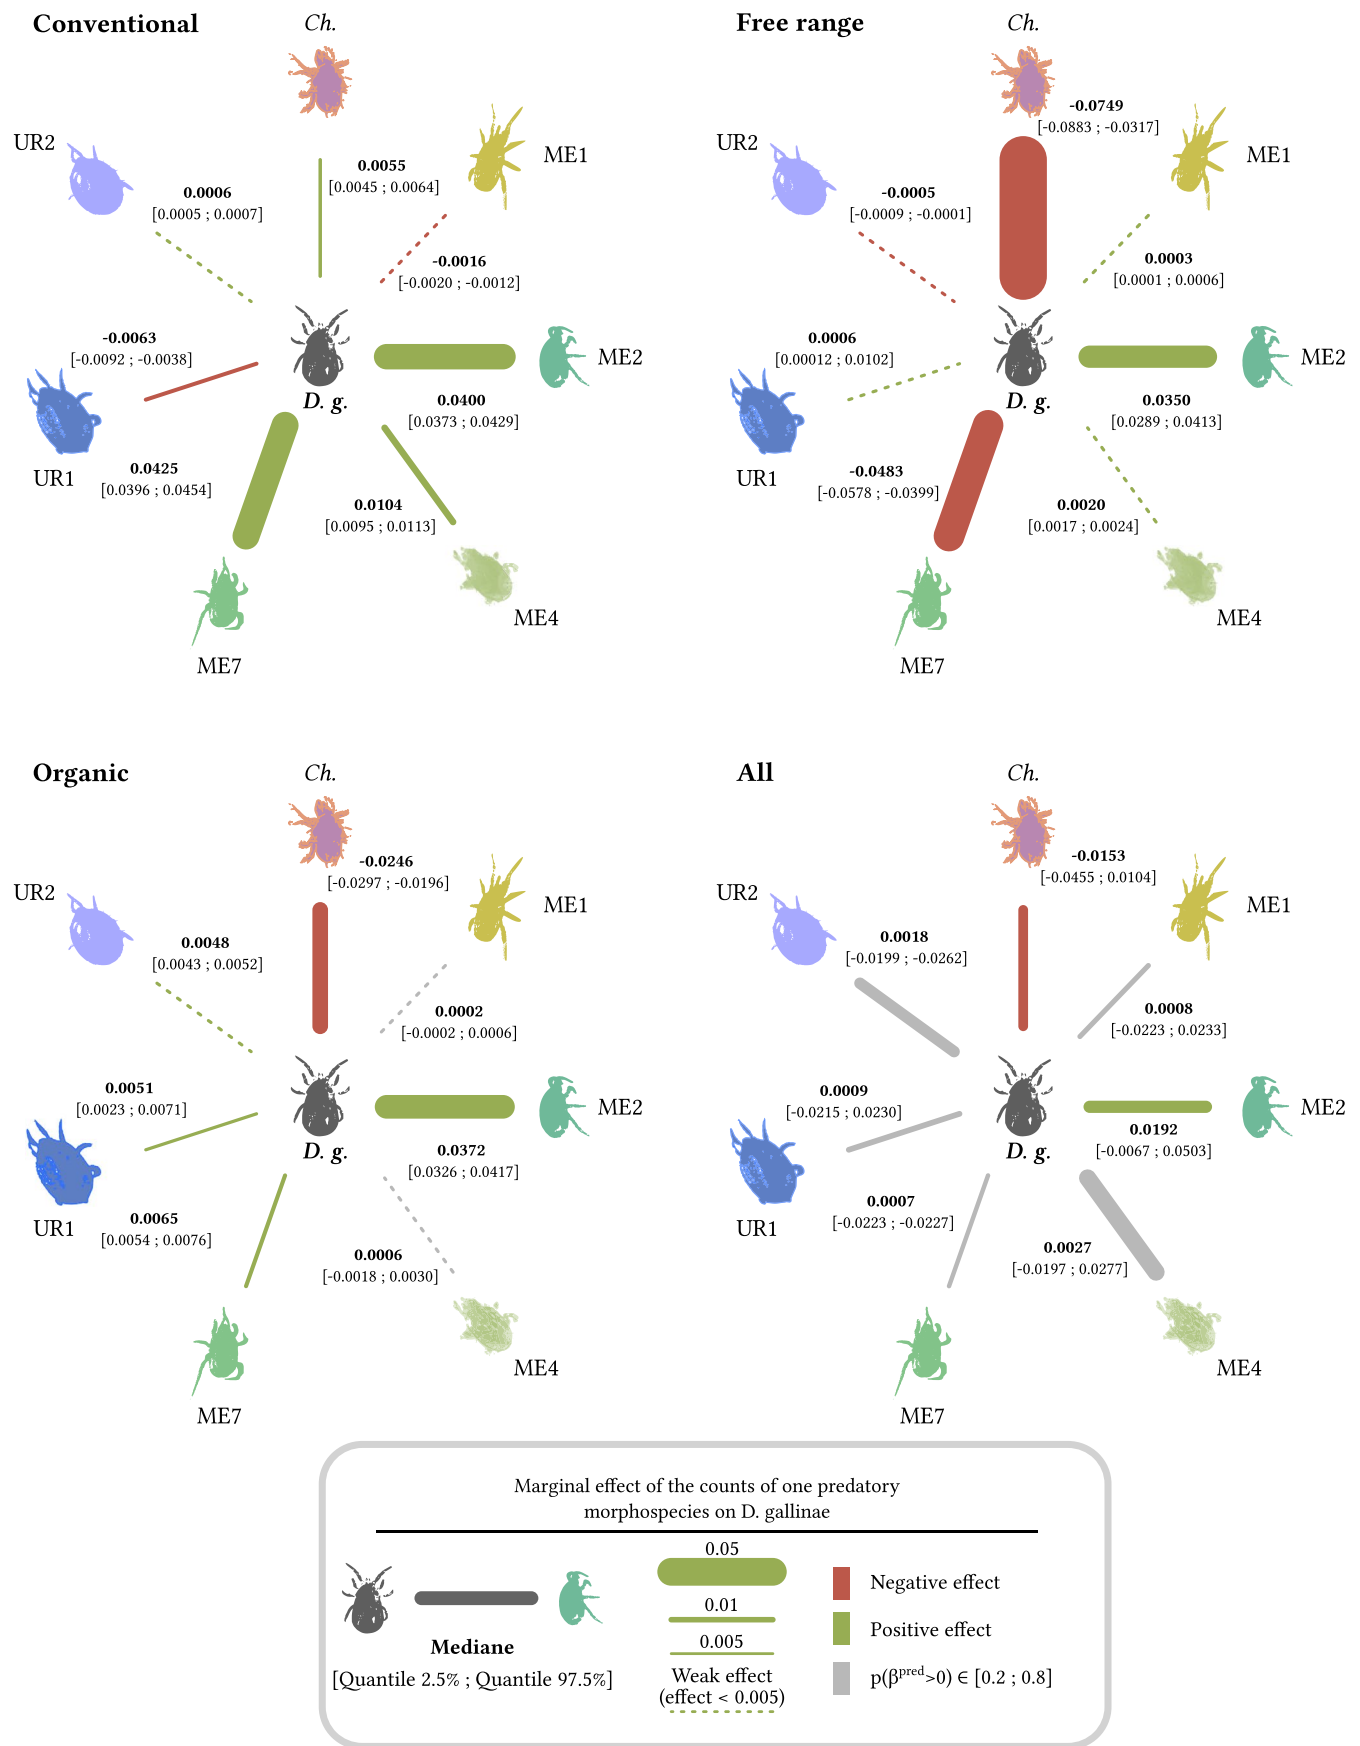 Conventional
Ch.
UR2
ME1
0.0055
[0.0045 ; 0.0064]
0.0006
[0.0005 ; 0.0007]
-0.0016
[-0.0020 ; -0.0012]
-0.0063
[-0.0092 ; -0.0038]
ME2
D. g.
0.0400
[0.0373 ; 0.0429]
UR1
0.0425
[0.0396 ; 0.0454]
0.0104
[0.0095 ; 0.0113]
ME4
ME7
Free range
Ch.
-0.0749
[-0.0883 ; -0.0317]
UR2
ME1
-0.0005
[-0.0009 ; -0.0001]
0.0003
[0.0001 ; 0.0006]
0.0006
[0.00012 ; 0.0102]
ME2
D. g.
0.0350
[0.0289 ; 0.0413]
UR1
-0.0483
[-0.0578 ; -0.0399]
0.0020
[0.0017 ; 0.0024]
ME4
ME7
Organic
Ch.
-0.0246
[-0.0297 ; -0.0196]
UR2
ME1
0.0048
[0.0043 ; 0.0052]
0.0002
[-0.0002 ; 0.0006]
0.0051
[0.0023 ; 0.0071]
ME2
D. g.
0.0372
[0.0326 ; 0.0417]
UR1
0.0065
[0.0054 ; 0.0076]
0.0006
[-0.0018 ; 0.0030]
ME4
ME7
All
Ch.
-0.0153
[-0.0455 ; 0.0104]
UR2
ME1
0.0018
[-0.0199 ; -0.0262]
0.0008
[-0.0223 ; 0.0233]
0.0009
[-0.0215 ; 0.0230]
ME2
0.0192
[-0.0067 ; 0.0503]
D. g.
UR1
0.0007
[-0.0223 ; -0.0227]
0.0027
[-0.0197 ; 0.0277]
ME4
ME7
Marginal effect of the counts of one predatory
morphospecies on D. gallinae
Mediane
[Quantile 2.5% ; Quantile 97.5%]
0.05
0.01
0.005
Weak effect
(effect < 0.005)
Negative effect
Positive effect
p(β^pred>0) ∈ [0.2 ; 0.8]